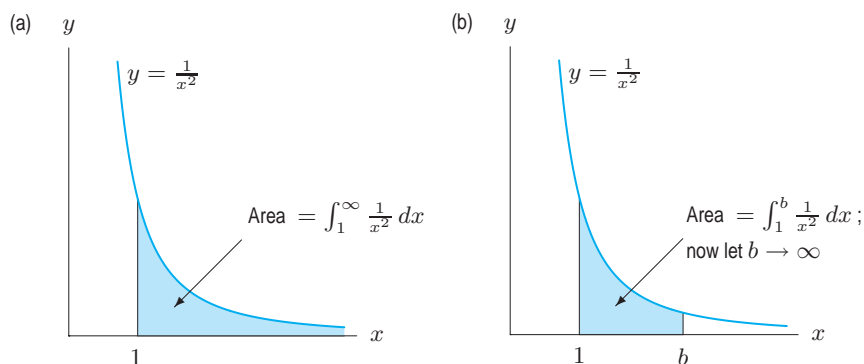 (a)
y
y = 1/x²
Area = ∫₁^∞ 1/x² dx
x
1
(b)
y
y = 1/x²
Area = ∫₁^b 1/x² dx ;
now let b → ∞
x
1 b